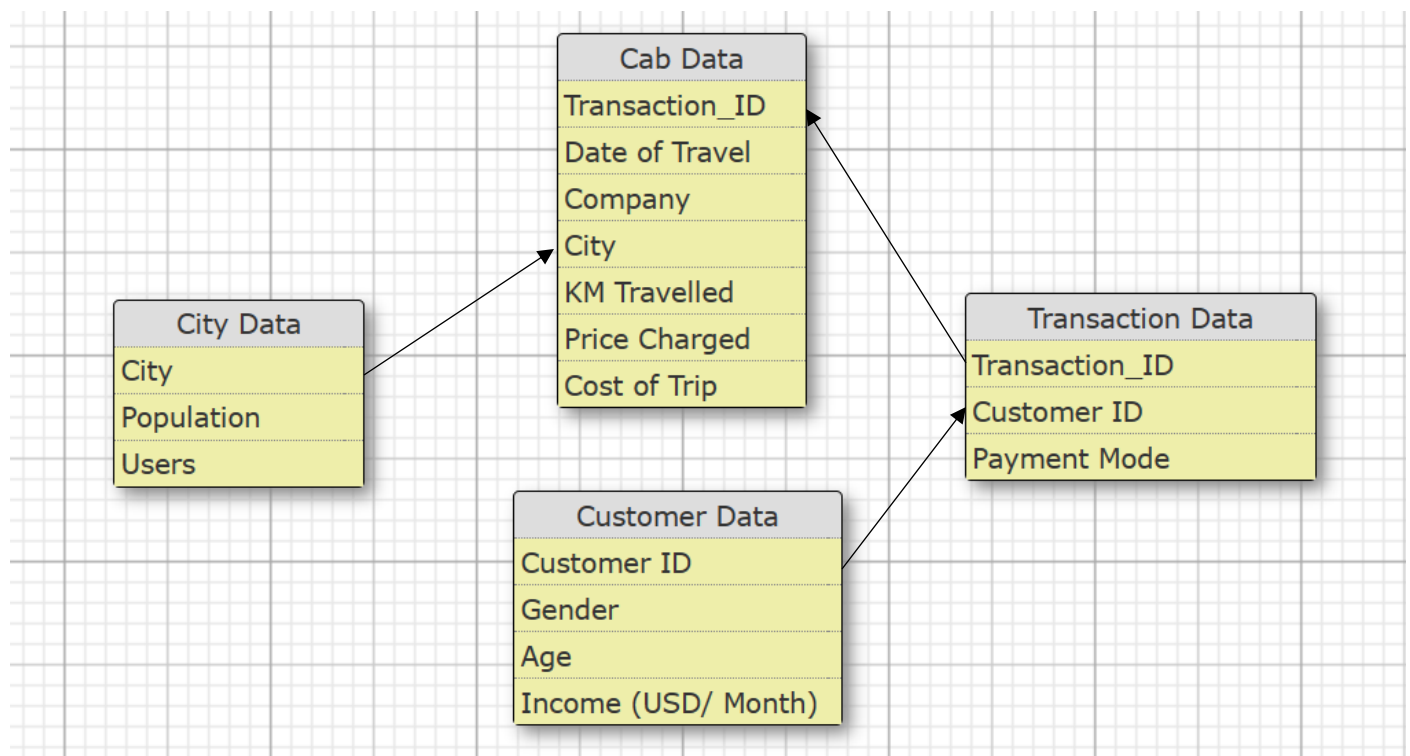 Cab Data
Transaction_ID
Date of Travel
Company
City
KM Travelled
Price Charged
Cost of Trip
City Data
City
Population
Users
Transaction Data
Transaction_ID
Customer ID
Payment Mode
Customer Data
Customer ID
Gender
Age
Income (USD/ Month)